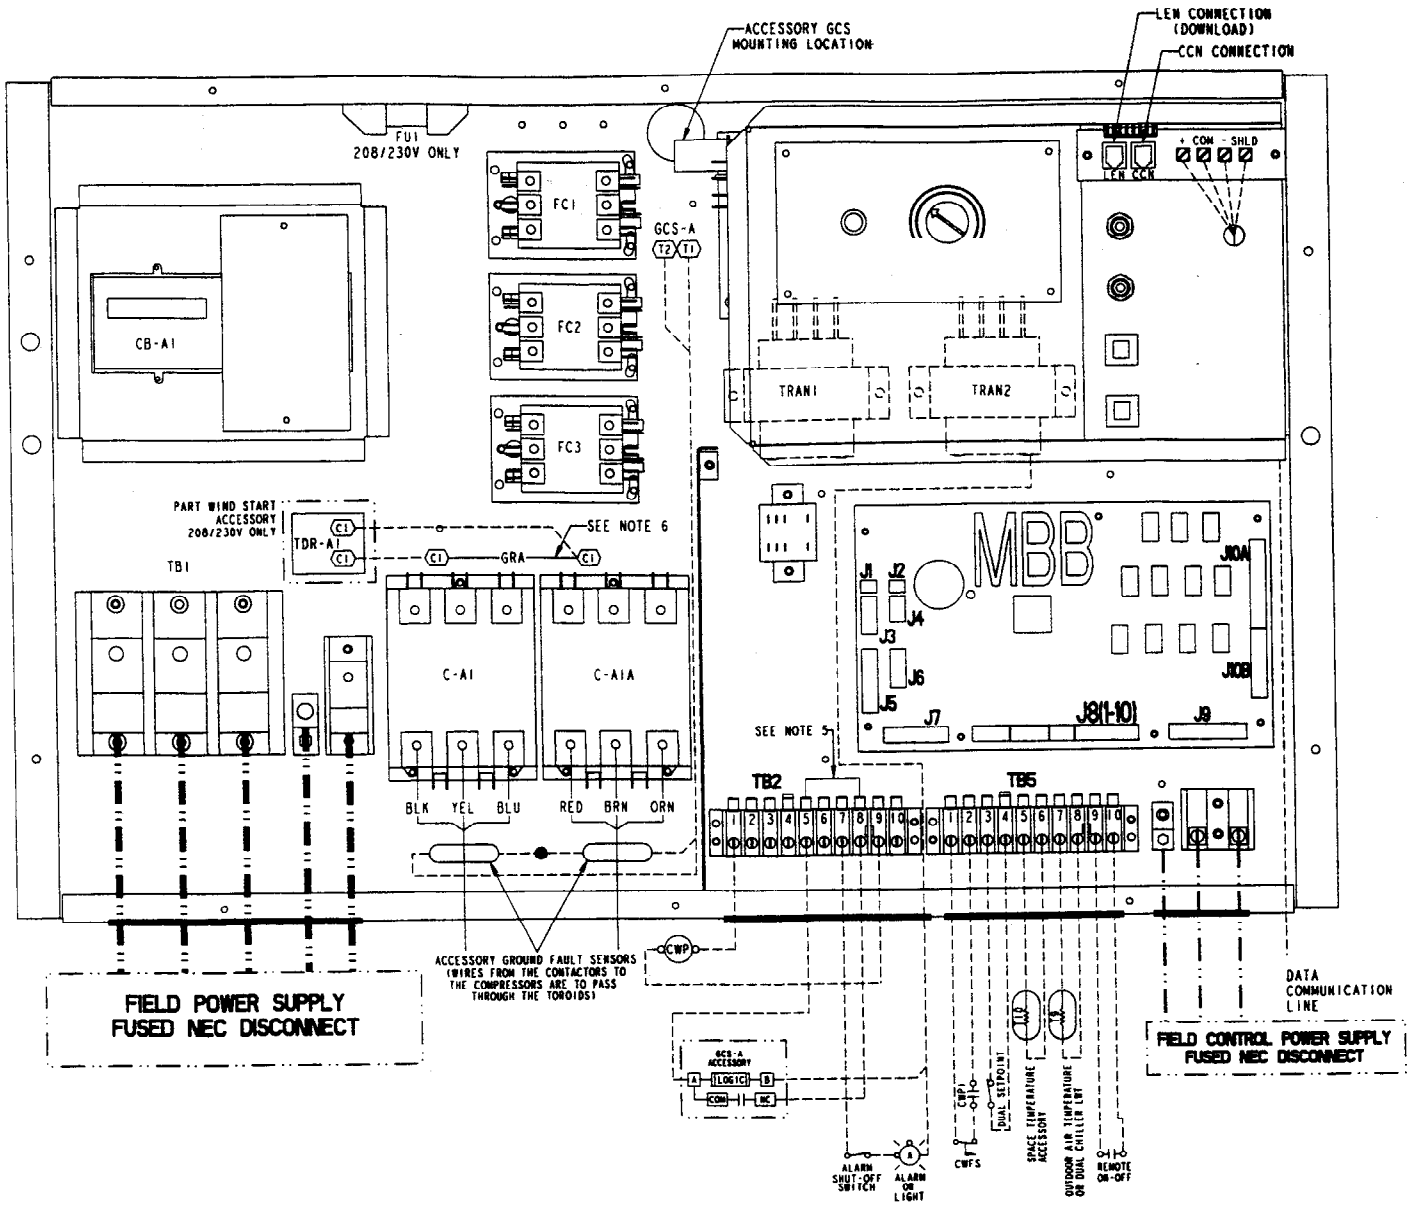 LEN CONNECTION
(DOWNLOAD)
CCN CONNECTION
ACCESSORY GCS
MOUNTING LOCATION
FU1
208/230V ONLY
+ COM - SHLD
LEN CCN
FC1
GCS-A
T2 T1
FC2
CB-A1
TRAN1
TRAN2
FC3
PART WIND START
ACCESSORY
208/230V ONLY
TDR-A1
C1
C1
C1
GRA
C1
SEE NOTE 6
MBB
J1
J2
J3
J4
J5
J6
J7
J8(1-10)
J9
J10A
J10B
TB1
C-A1
C-A1A
SEE NOTE 5
BLK YEL BLU
RED BRN ORN
TB2
1 2 3 4 5 6 7 8 9 10
TB5
1 2 3 4 5 6 7 8 9 10
CWP
ACCESSORY GROUND FAULT SENSORS
(WIRES FROM THE CONTACTORS TO
THE COMPRESSORS ARE TO PASS
THROUGH THE TOROIDS)
FIELD POWER SUPPLY
FUSED NEC DISCONNECT
DATA
COMMUNICATION
LINE
FIELD CONTROL POWER SUPPLY
FUSED NEC DISCONNECT
GCS-A
ACCESSORY
A LOGIC B
COM NC
T10
T9
CWP1
DUAL SETPOINT
SPACE TEMPERATURE
ACCESSORY
OUTDOOR AIR TEMPERATURE
OR DUAL CHILLER LWT
CWFS
REMOTE
ON-OFF
ALARM
SHUT-OFF
SWITCH
ALARM
OR
LIGHT